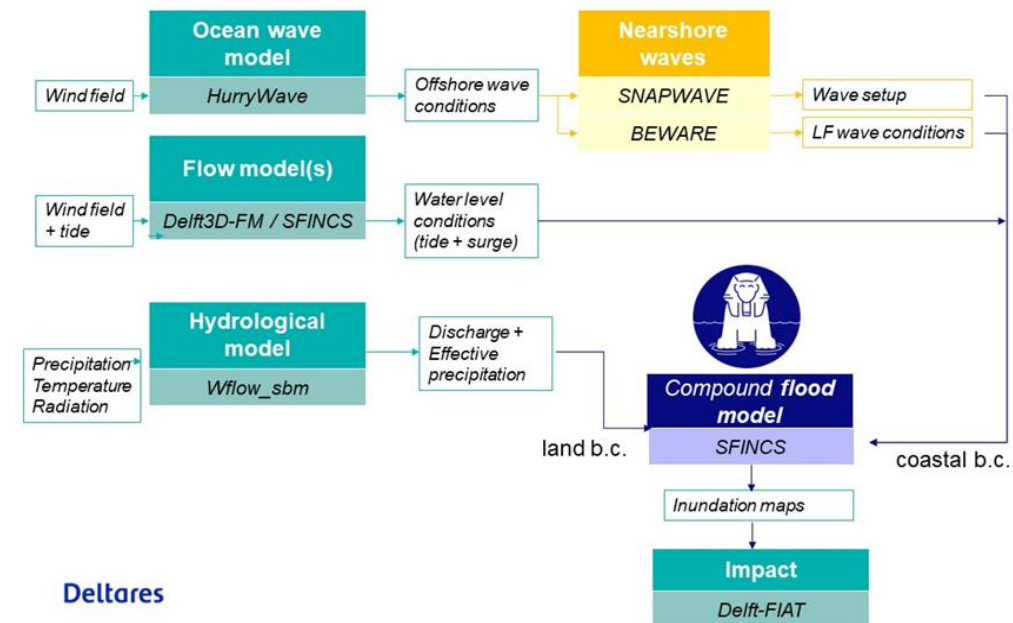 Ocean wave
model
HurryWave
Wind field
Offshore wave
conditions
Nearshore
waves
SNAPWAVE
BEWARE
Wave setup
LF wave conditions
Flow model(s)
Delft3D-FM / SFINCS
Wind field
+ tide
Water level
conditions
(tide + surge)
Hydrological
model
Wflow_sbm
Precipitation
Temperature
Radiation
Discharge +
Effective
precipitation
Compound flood
model
SFINCS
land b.c.
coastal b.c.
Inundation maps
Impact
Delft-FIAT
Deltares